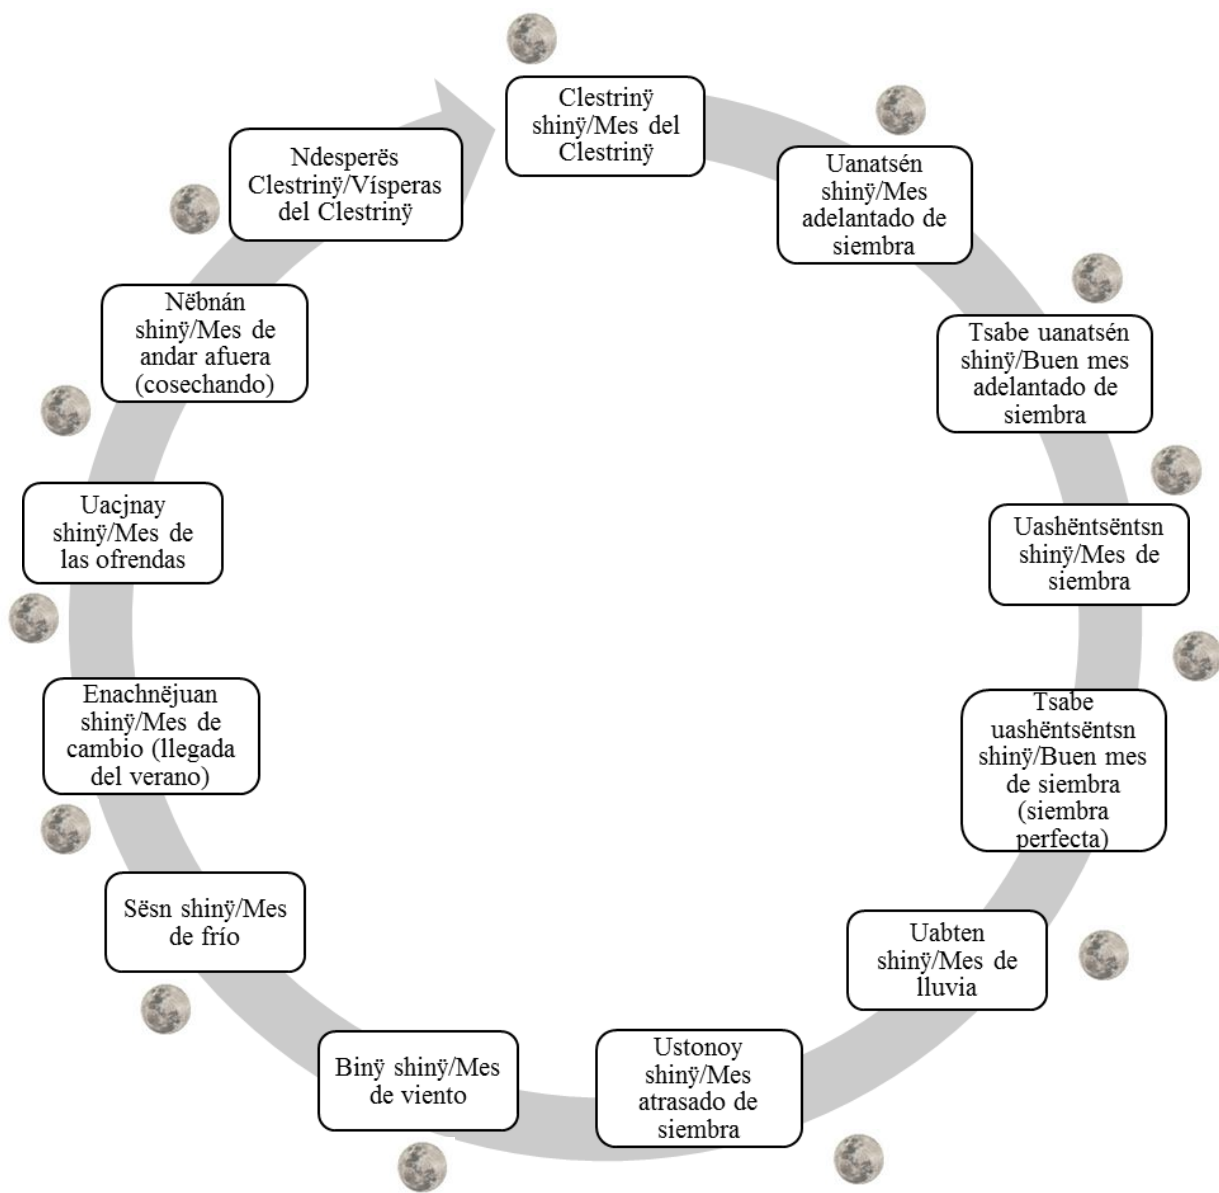 Clestrinÿ
shinÿ/Mes del
Clestrinÿ
Uanatsén
shinÿ/Mes
adelantado de
siembra
Tsabe uanatsén
shinÿ/Buen mes
adelantado de
siembra
Uashëntsëntsn
shinÿ/Mes de
siembra
Tsabe
uashëntsëntsn
shinÿ/Buen mes
de siembra
(siembra
perfecta)
Uabten
shinÿ/Mes de
lluvia
Ustonoy
shinÿ/Mes
atrasado de
siembra
Binÿ shinÿ/Mes
de viento
Sësn shinÿ/Mes
de frío
Enachnëjuan
shinÿ/Mes de
cambio (llegada
del verano)
Uacjnay
shinÿ/Mes de
las ofrendas
Nëbnán
shinÿ/Mes de
andar afuera
(cosechando)
Ndesperës
Clestrinÿ/Vísperas
del Clestrinÿ